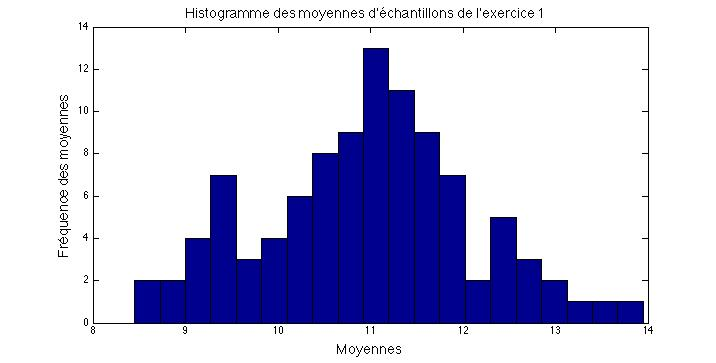 Histogramme des moyennes d'échantillons de l'exercice 1
14
12
10
8
6
4
2
0
Fréquence des moyennes
8 9 10 11 12 13 14
Moyennes